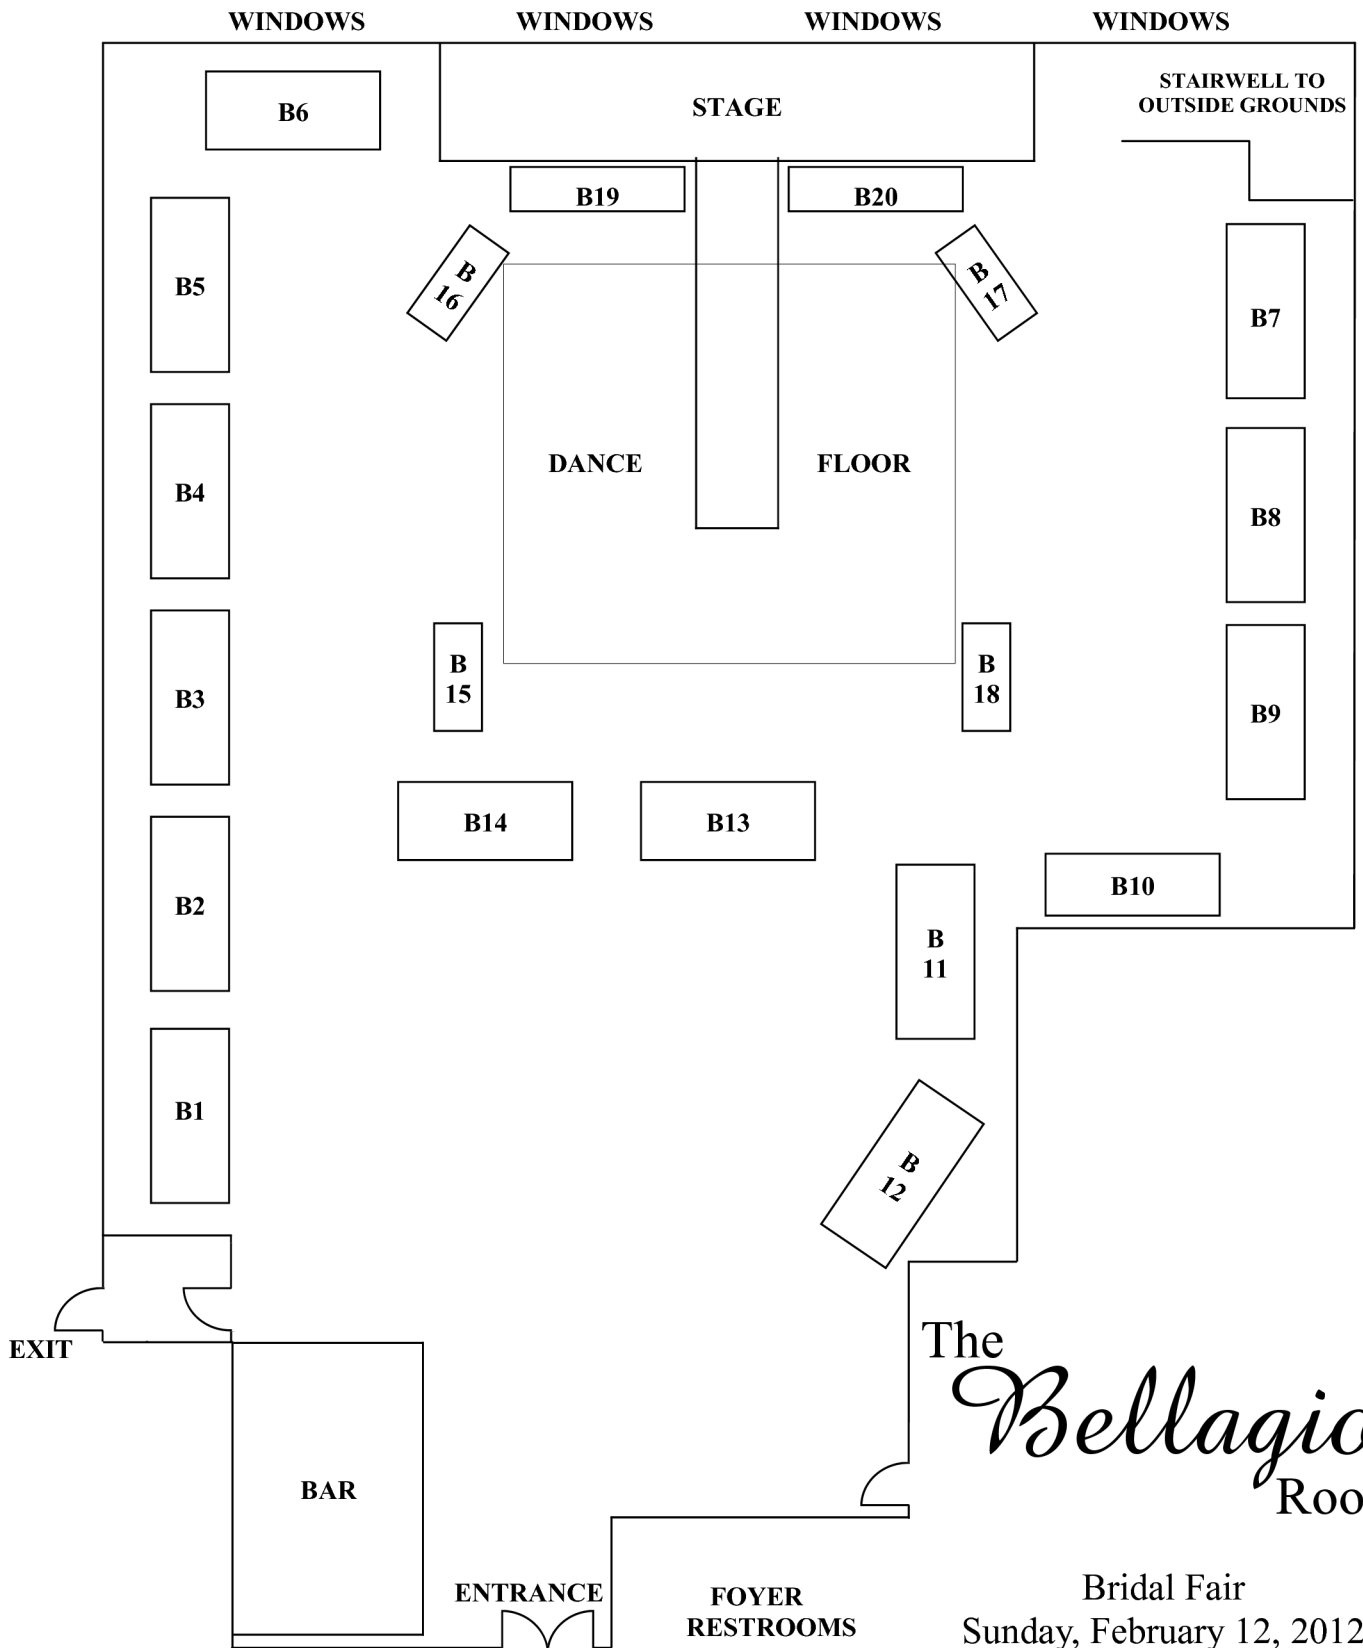 WINDOWS WINDOWS WINDOWS WINDOWS
STAGE
STAIRWELL TO
OUTSIDE GROUNDS
B6
B19
B20
B
16
B
17
B5
B7
DANCE FLOOR
B4
B8
B
15
B
18
B3
B9
B14
B13
B10
B2
B
11
B1
B
12
EXIT
The
Bellagio
Roo
BAR
ENTRANCE
FOYER
RESTROOMS
Bridal Fair
Sunday, February 12, 2012